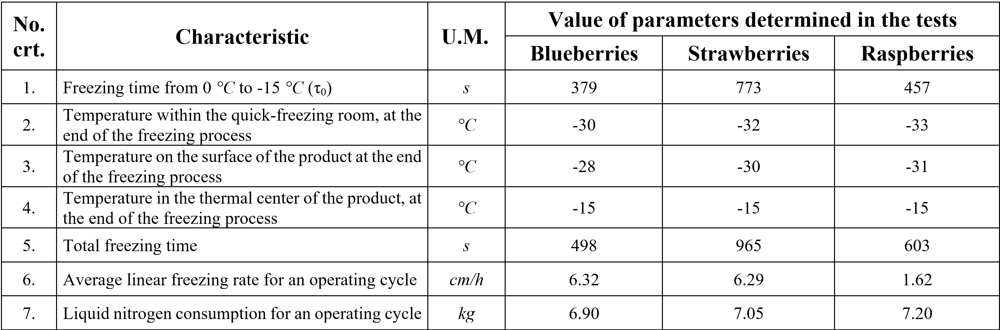 No. crt. Characteristic U.M. Value of parameters determined in the tests
Blueberries Strawberries Raspberries
1. Freezing time from 0 °C to -15 °C (τ₀) s 379 773 457
2. Temperature within the quick-freezing room, at the
end of the freezing process °C -30 -32 -33
3. Temperature on the surface of the product at the end
of the freezing process °C -28 -30 -31
4. Temperature in the thermal center of the product, at
the end of the freezing process °C -15 -15 -15
5. Total freezing time s 498 965 603
6. Average linear freezing rate for an operating cycle cm/h 6.32 6.29 1.62
7. Liquid nitrogen consumption for an operating cycle kg 6.90 7.05 7.20